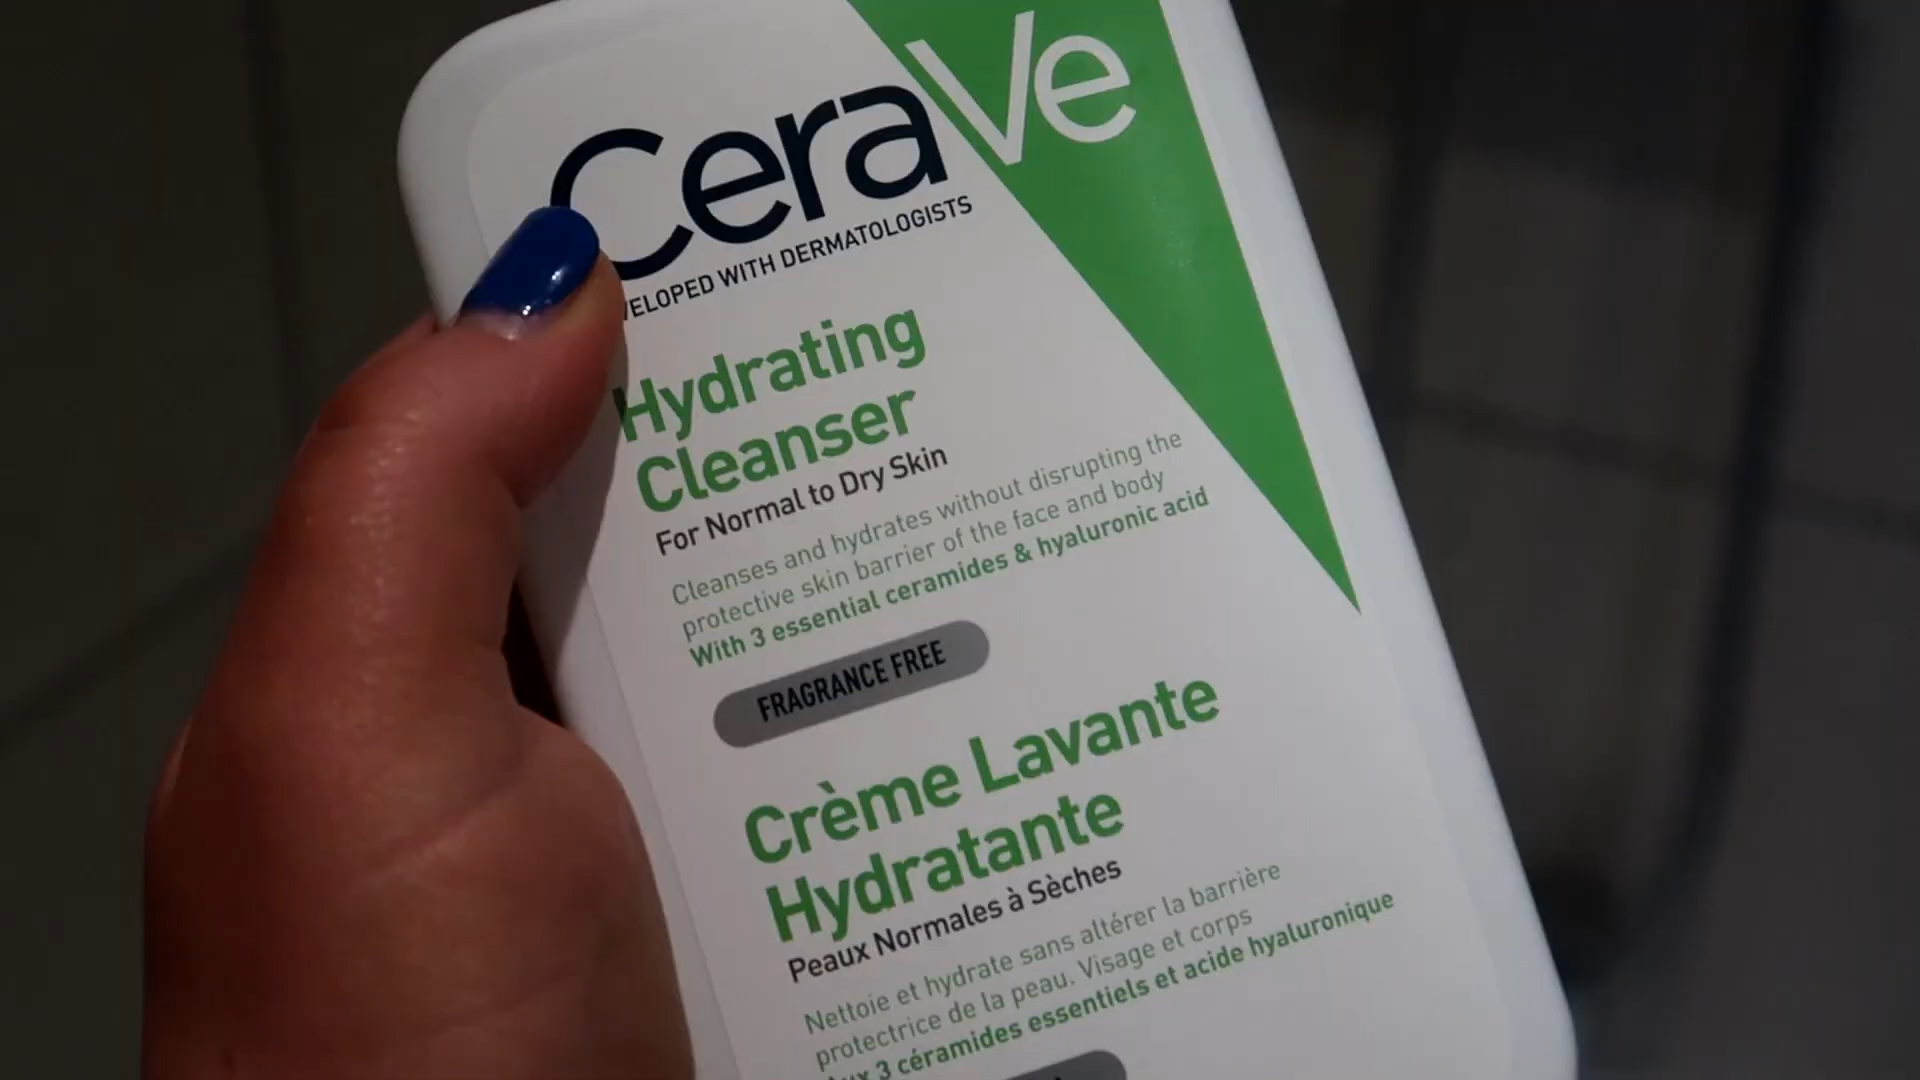 CeraVe
VELOPED WITH DERMATOLOGISTS
Hydrating
Cleanser
For Normal to Dry Skin
Cleanses and hydrates without disrupting the
protective skin barrier of the face and body
With 3 essential ceramides & hyaluronic acid
FRAGRANCE FREE
Crème Lavante
Hydratante
Peaux Normales à Sèches
Nettoie et hydrate sans altérer la barrière
protectrice de la peau. Visage et corps
3 céramides essentiels et acide hyaluronique